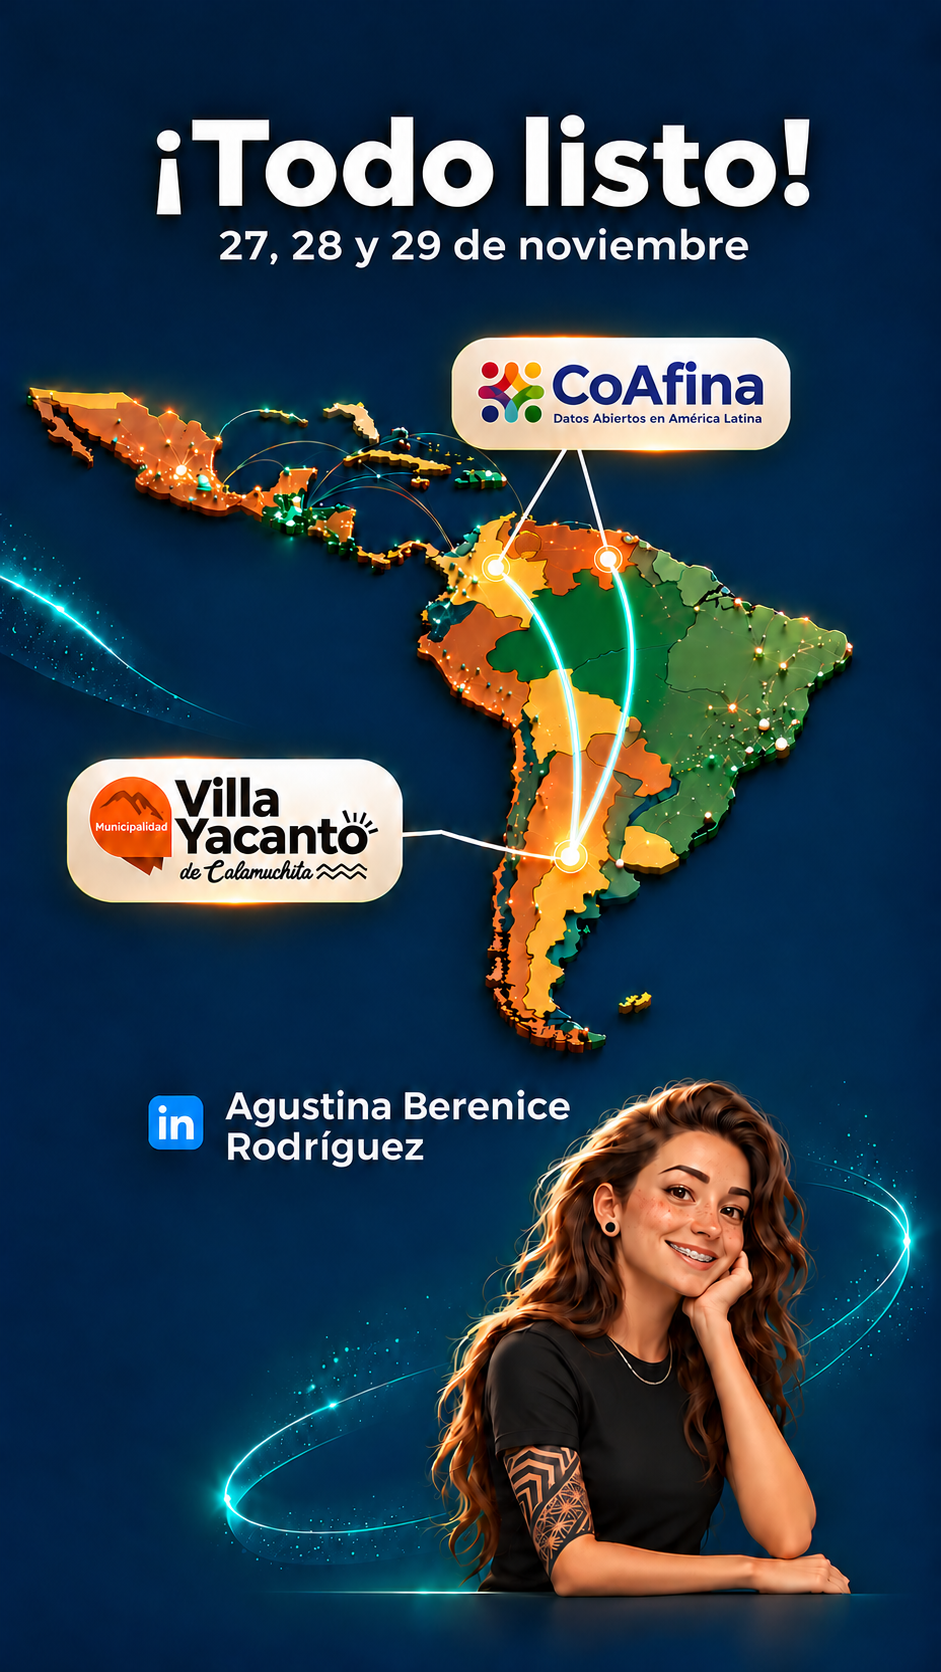 ¡Todo listo!
27, 28 y 29 de noviembre
CoAfina
Datos Abiertos en América Latina
Municipalidad
Villa
Yacanto
de Calamuchita
in
Agustina Berenice
Rodríguez